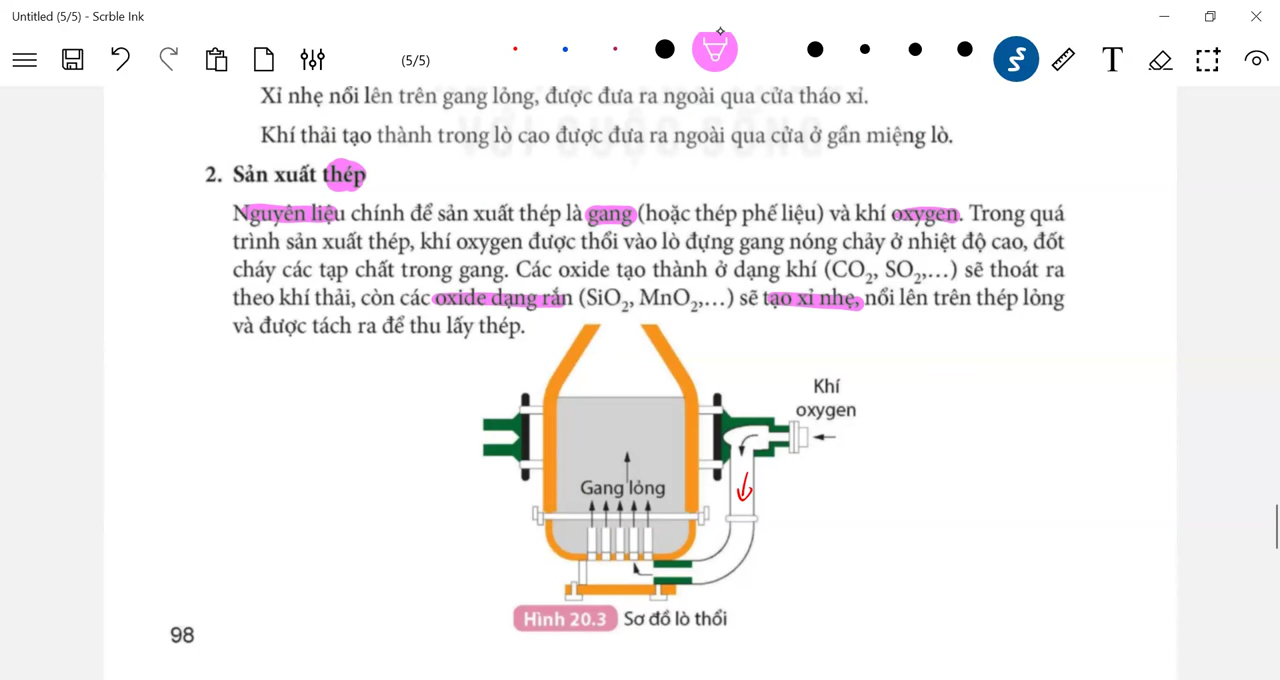 Untitled (5/5) - Scrble Ink
(5/5)
T
Xỉ nhẹ nổi lên trên gang lỏng, được đưa ra ngoài qua cửa tháo xỉ.
Khí thải tạo thành trong lò cao được đưa ra ngoài qua cửa ở gần miệng lò.
2. Sản xuất thép
Nguyên liệu chính để sản xuất thép là gang (hoặc thép phế liệu) và khí oxygen. Trong quá
trình sản xuất thép, khí oxygen được thổi vào lò đựng gang nóng chảy ở nhiệt độ cao, đốt
cháy các tạp chất trong gang. Các oxide tạo thành ở dạng khí (CO₂, SO₂,...) sẽ thoát ra
theo khí thải, còn các oxide dạng rắn (SiO₂, MnO₂,...) sẽ tạo xỉ nhẹ, nổi lên trên thép lỏng
và được tách ra để thu lấy thép.
Khí
oxygen
Gang lỏng
Hình 20.3 Sơ đồ lò thổi
98